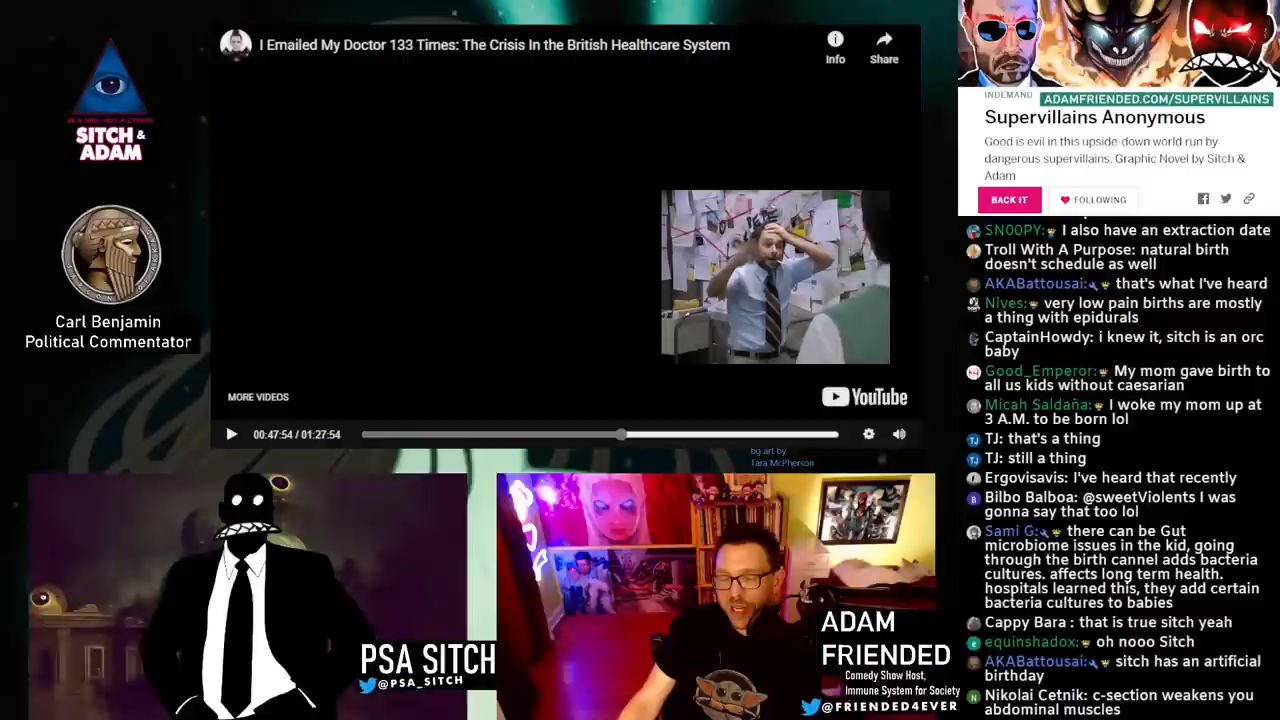 I Emailed My Doctor 133 Times: The Crisis In the British Healthcare System
Info
Share
SITCH &
ADAM
Carl Benjamin
Political Commentator
MORE VIDEOS
YouTube
00:47:54 / 01:27:54
bg art by
Tara McPherson
PSA SITCH
@PSA_SITCH
ADAM
FRIENDED
Comedy Show Host,
Immune System for Society
@FRIENDED4EVER
INDEMAND
ADAMFRIENDED.COM/SUPERVILLAINS
Supervillains Anonymous
Good is evil in this upside-down world run by
dangerous supervillains. Graphic Novel by Sitch &
Adam
BACK IT
FOLLOWING
SN00PY: I also have an extraction date
Troll With A Purpose: natural birth
doesn't schedule as well
AKABattousai: that's what I've heard
Nives: very low pain births are mostly
a thing with epidurals
CaptainHowdy: i knew it, sitch is an orc
baby
Good_Emperor: My mom gave birth to
all us kids without caesarian
Micah Saldaña: I woke my mom up at
3 A.M. to be born lol
TJ: that's a thing
TJ: still a thing
Ergovisavis: I've heard that recently
Bilbo Balboa: @sweetViolents I was
gonna say that too lol
Sami G: there can be Gut
microbiome issues in the kid, going
through the birth cannel adds bacteria
cultures. affects long term health.
hospitals learned this, they add certain
bacteria cultures to babies
Cappy Bara : that is true sitch yeah
equinshadox: oh nooo Sitch
AKABattousai: sitch has an artificial
birthday
Nikolai Cetnik: c-section weakens you
abdominal muscles